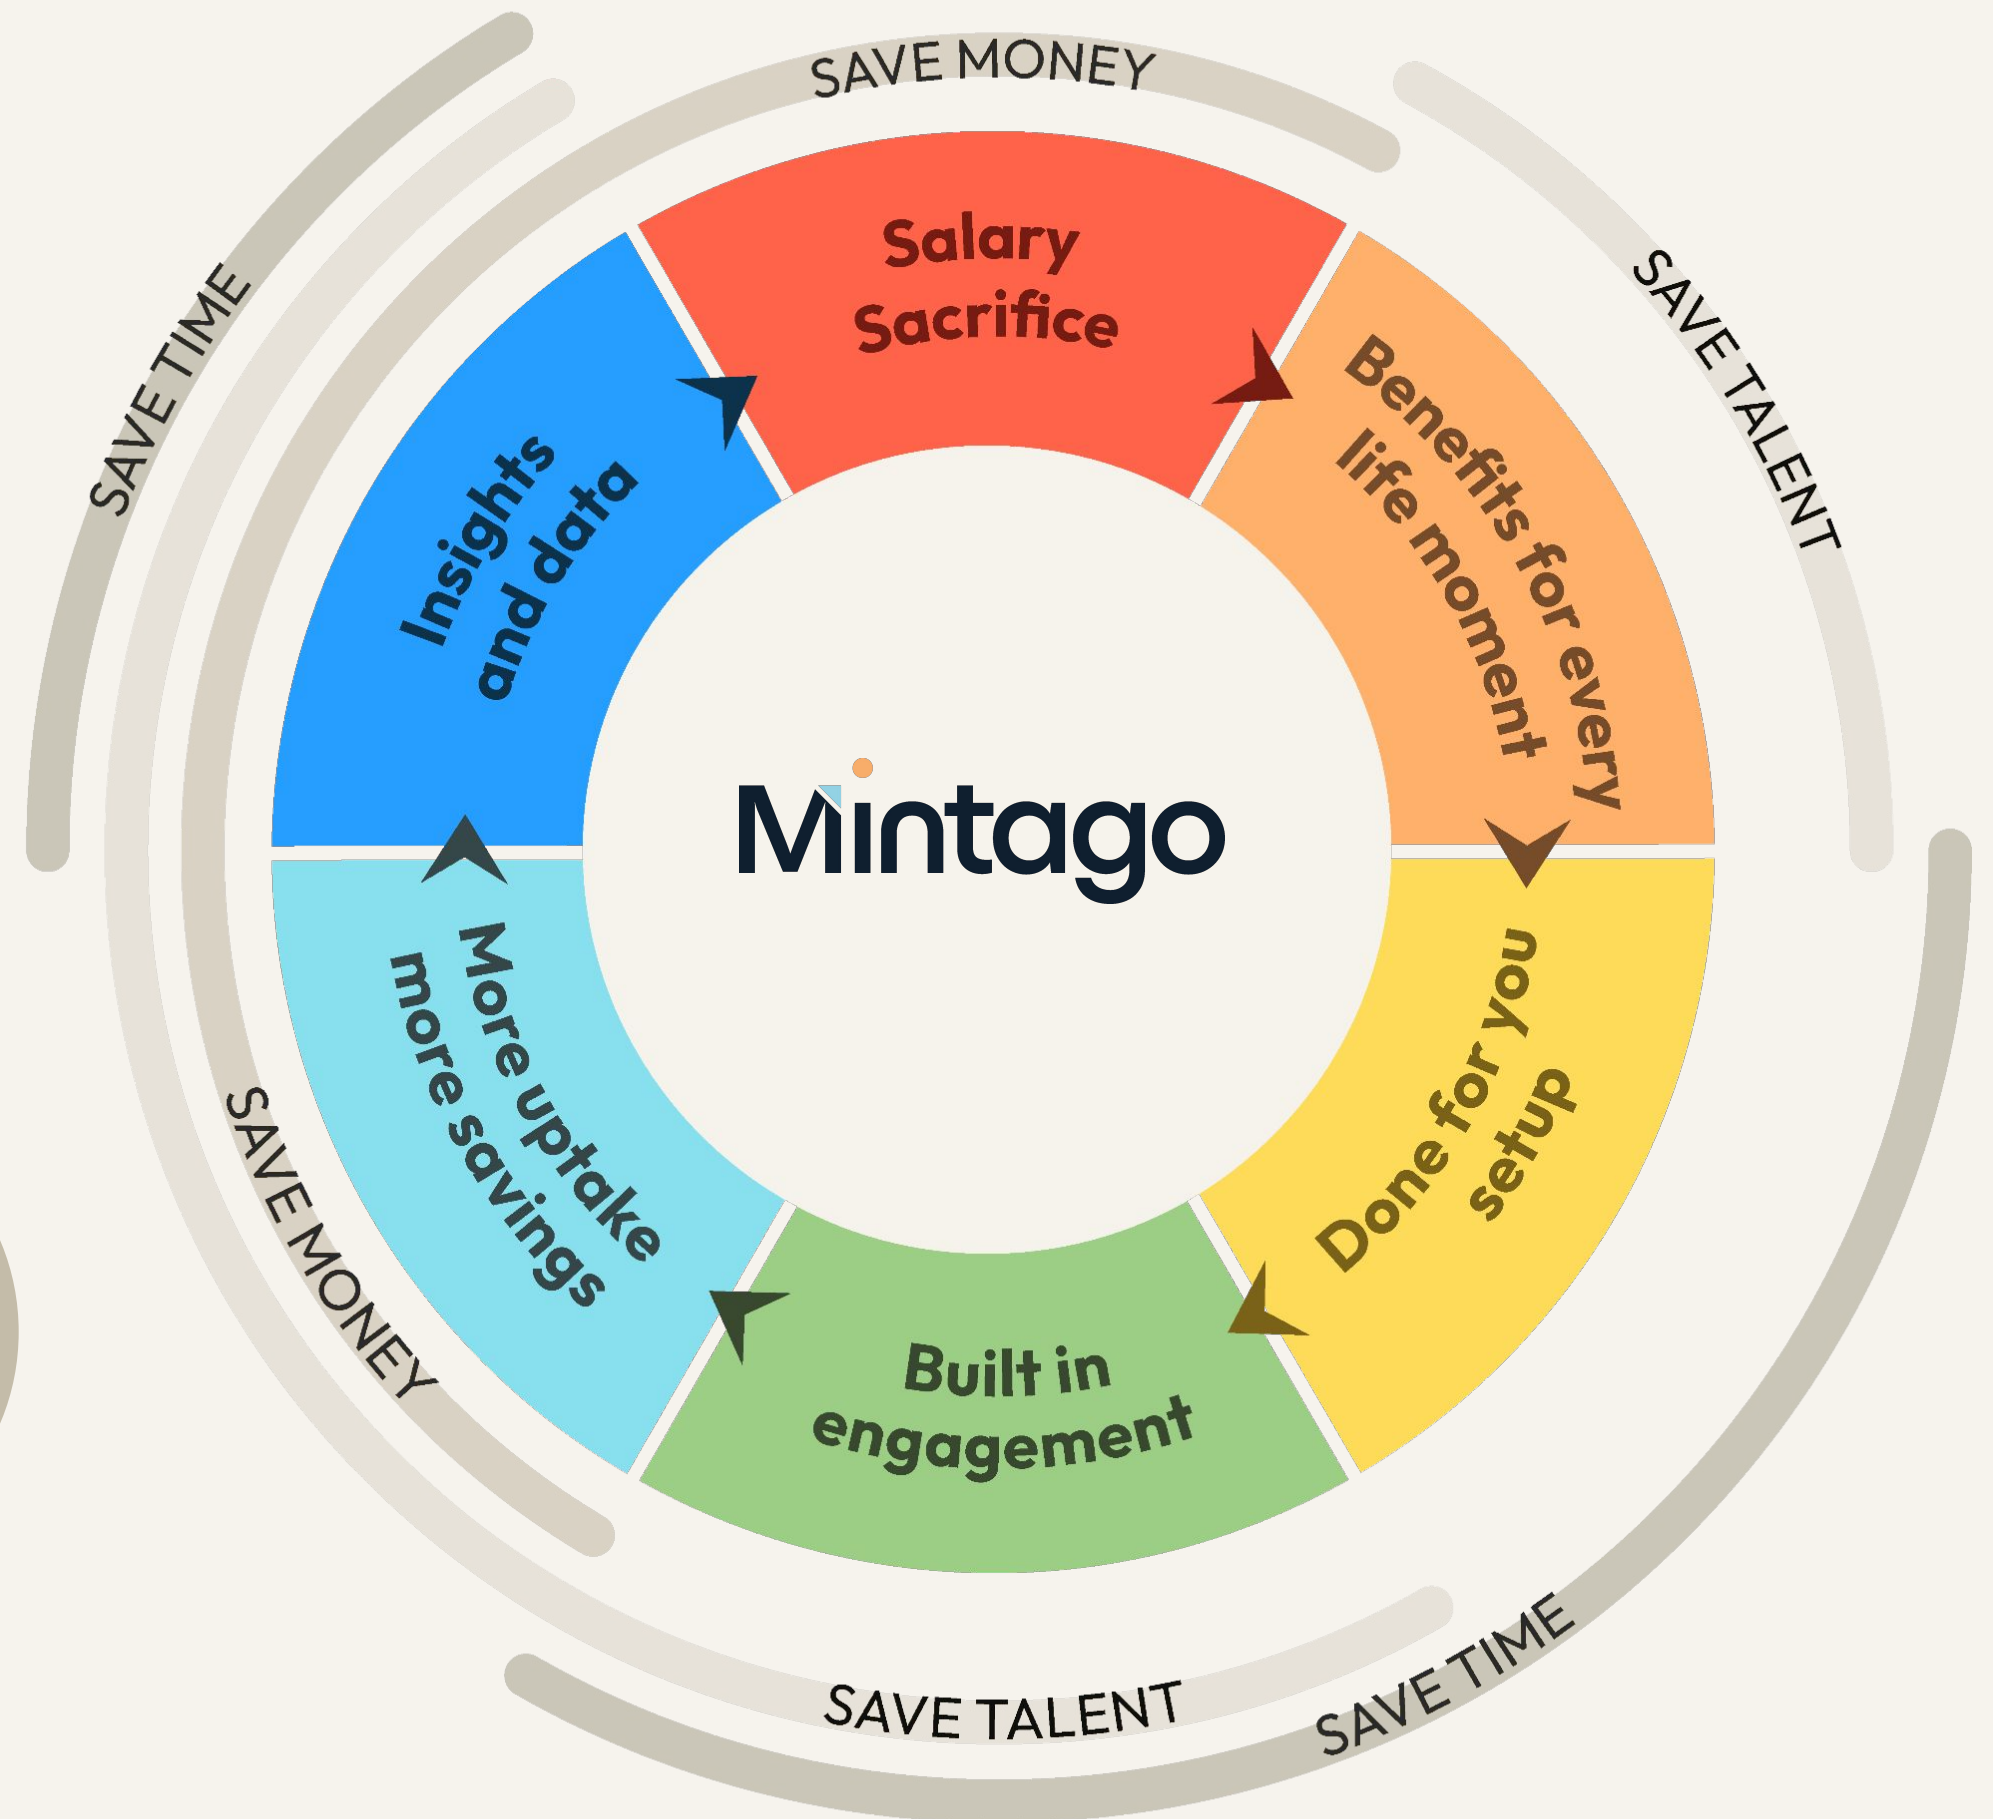 SAVE MONEY
SAVE TALENT
SAVE TIME
SAVE TALENT
SAVE MONEY
SAVE TIME
Salary
Sacrifice
Benefits for every
life moment
Done for you
setup
Built in
engagement
More uptake
more savings
Insights
and data
Mintago